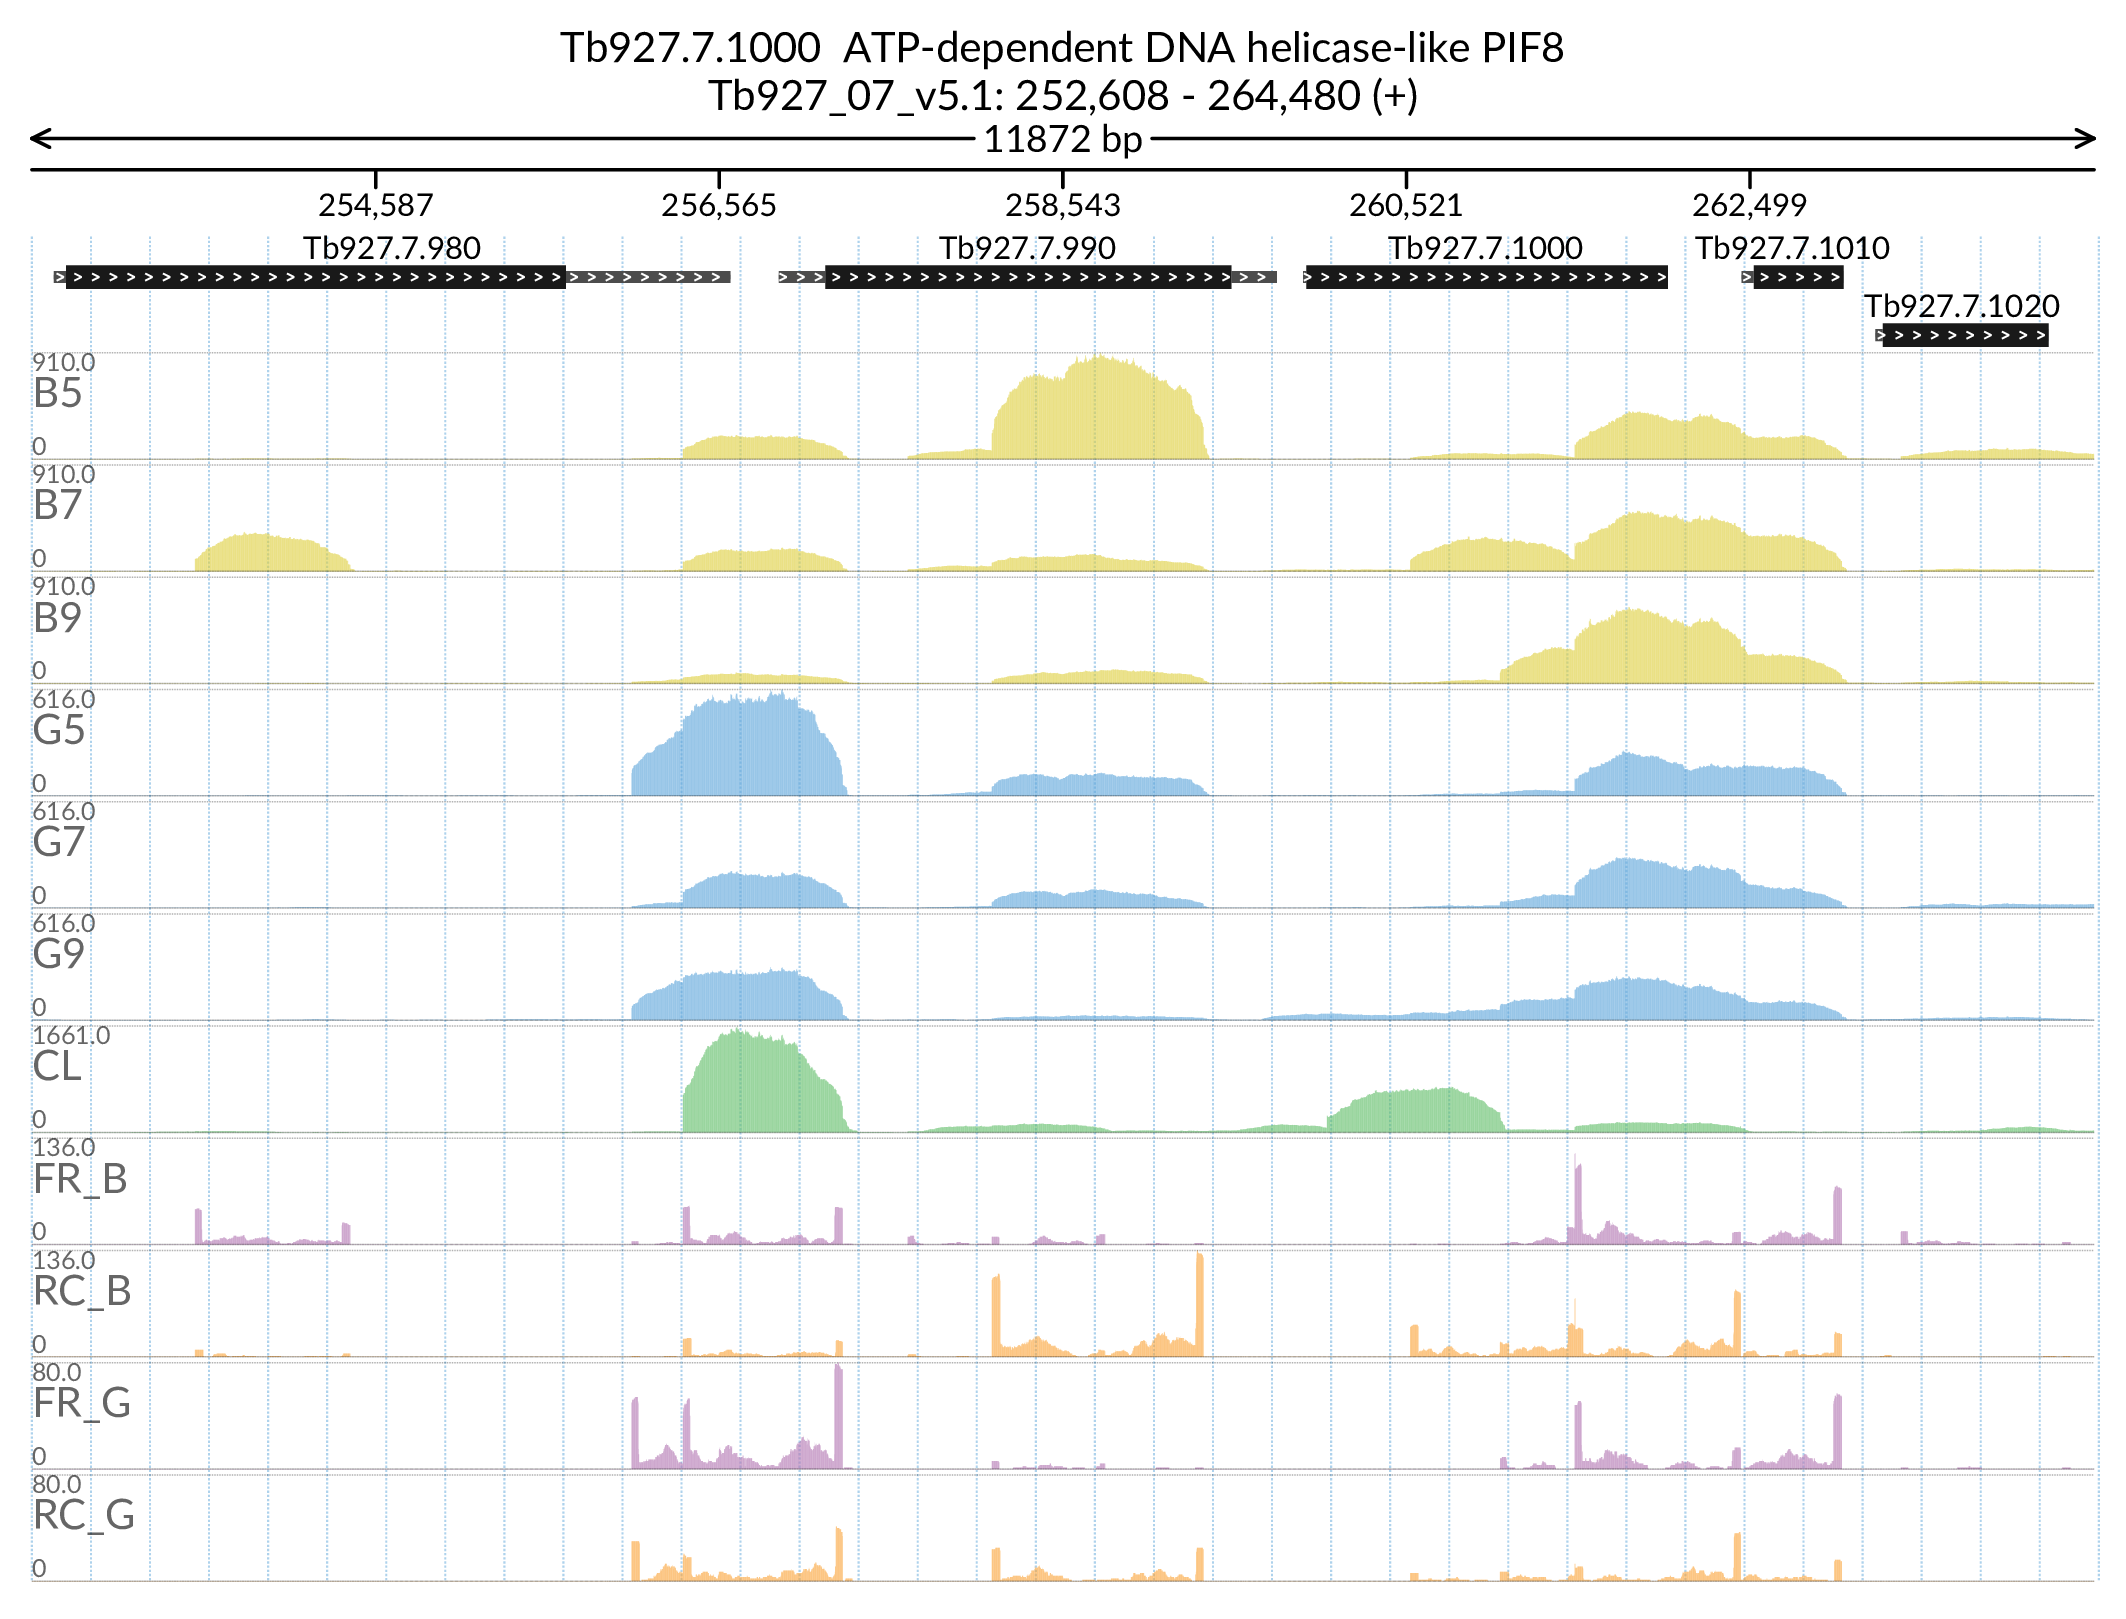 Tb927.7.1000  ATP-dependent DNA helicase-like PIF8
Tb927_07_v5.1: 252,608 - 264,480 (+)
11872 bp
254,587 256,565 258,543 260,521 262,499
Tb927.7.980 Tb927.7.990 Tb927.7.1000 Tb927.7.1010
Tb927.7.1020
910.0
B5
0
910.0
B7
0
910.0
B9
0
616.0
G5
0
616.0
G7
0
616.0
G9
0
1661.0
CL
0
136.0
FR_B
0
136.0
RC_B
0
80.0
FR_G
0
80.0
RC_G
0